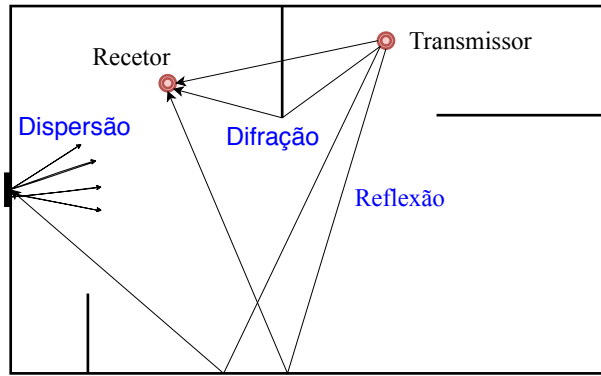 Transmissor
Recetor
Dispersão
Difração
Reflexão